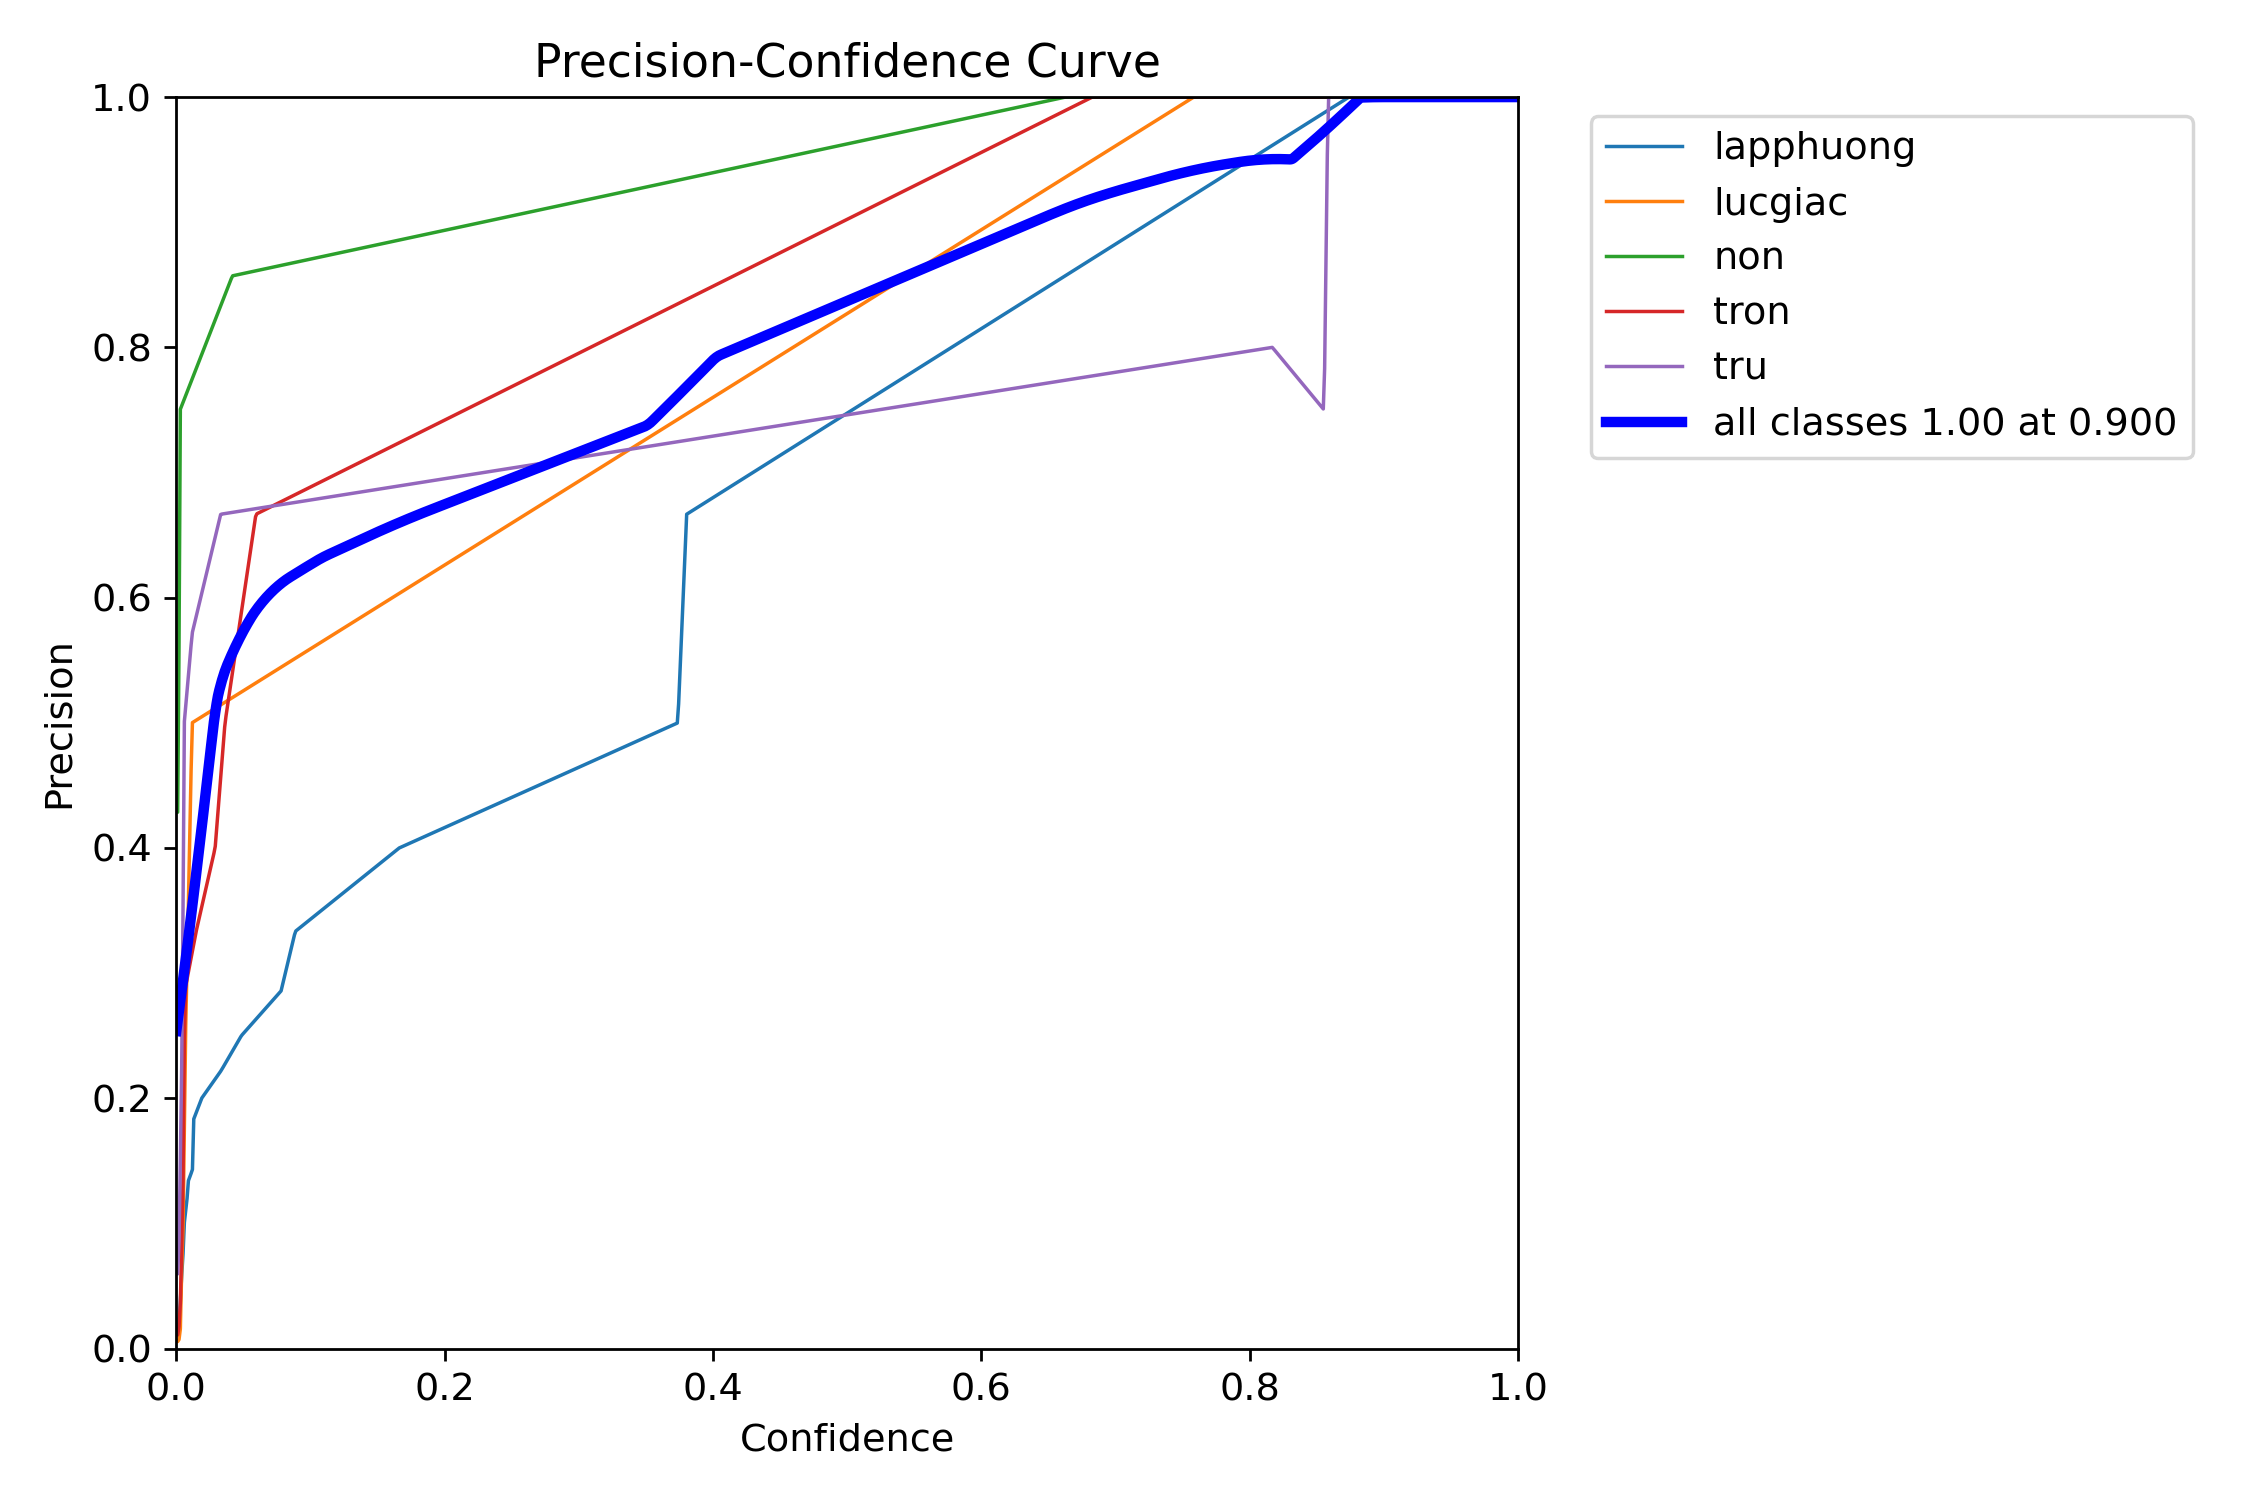 Precision-Confidence Curve
1.0
0.8
0.6
0.4
0.2
0.0
Precision
0.0 0.2 0.4 0.6 0.8 1.0
Confidence
lapphuong
lucgiac
non
tron
tru
all classes 1.00 at 0.900